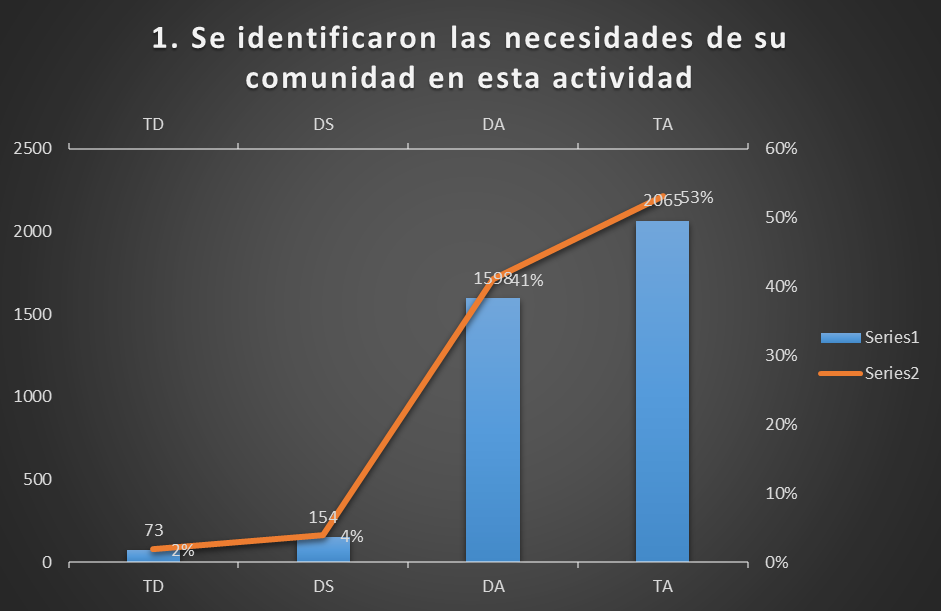 1. Se identificaron las necesidades de su
comunidad en esta actividad
TD DS DA TA
2500 60%
50%
2000
40%
1500
30%
1000
20%
500
10%
0 0%
2065 53%
1598 41%
154 4%
73 2%
TD DS DA TA
Series1
Series2